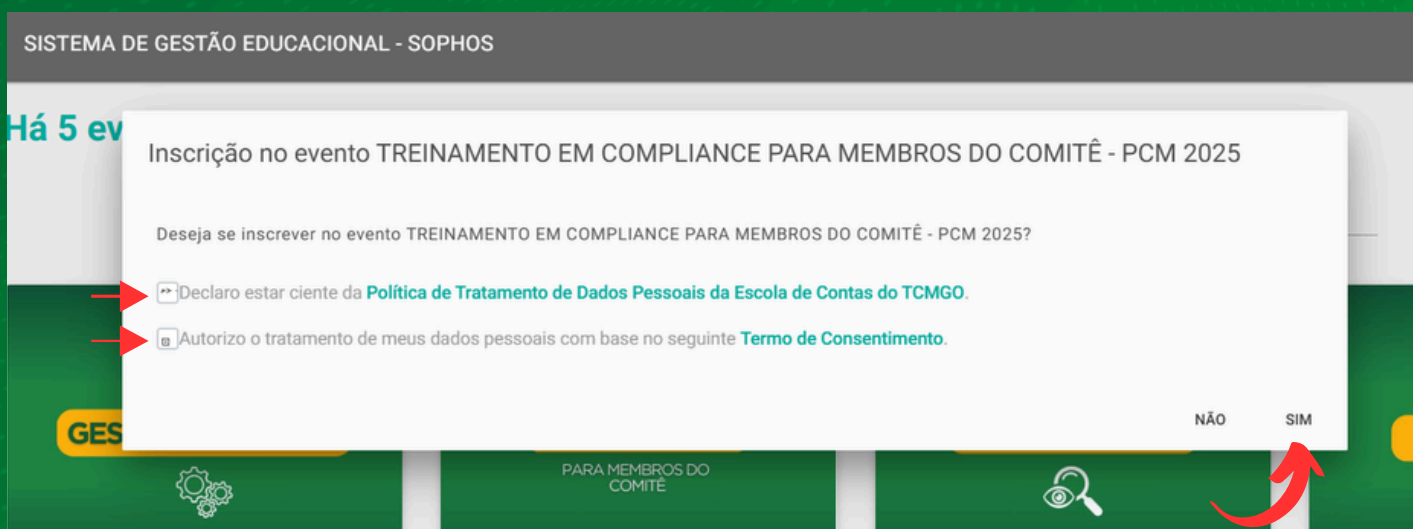 SISTEMA DE GESTÃO EDUCACIONAL - SOPHOS
Há 5 ev
Inscrição no evento TREINAMENTO EM COMPLIANCE PARA MEMBROS DO COMITÊ - PCM 2025
Deseja se inscrever no evento TREINAMENTO EM COMPLIANCE PARA MEMBROS DO COMITÊ - PCM 2025?
Declaro estar ciente da Política de Tratamento de Dados Pessoais da Escola de Contas do TCMGO.
Autorizo o tratamento de meus dados pessoais com base no seguinte Termo de Consentimento.
NÃO SIM
GES
PARA MEMBROS DO
COMITÊ